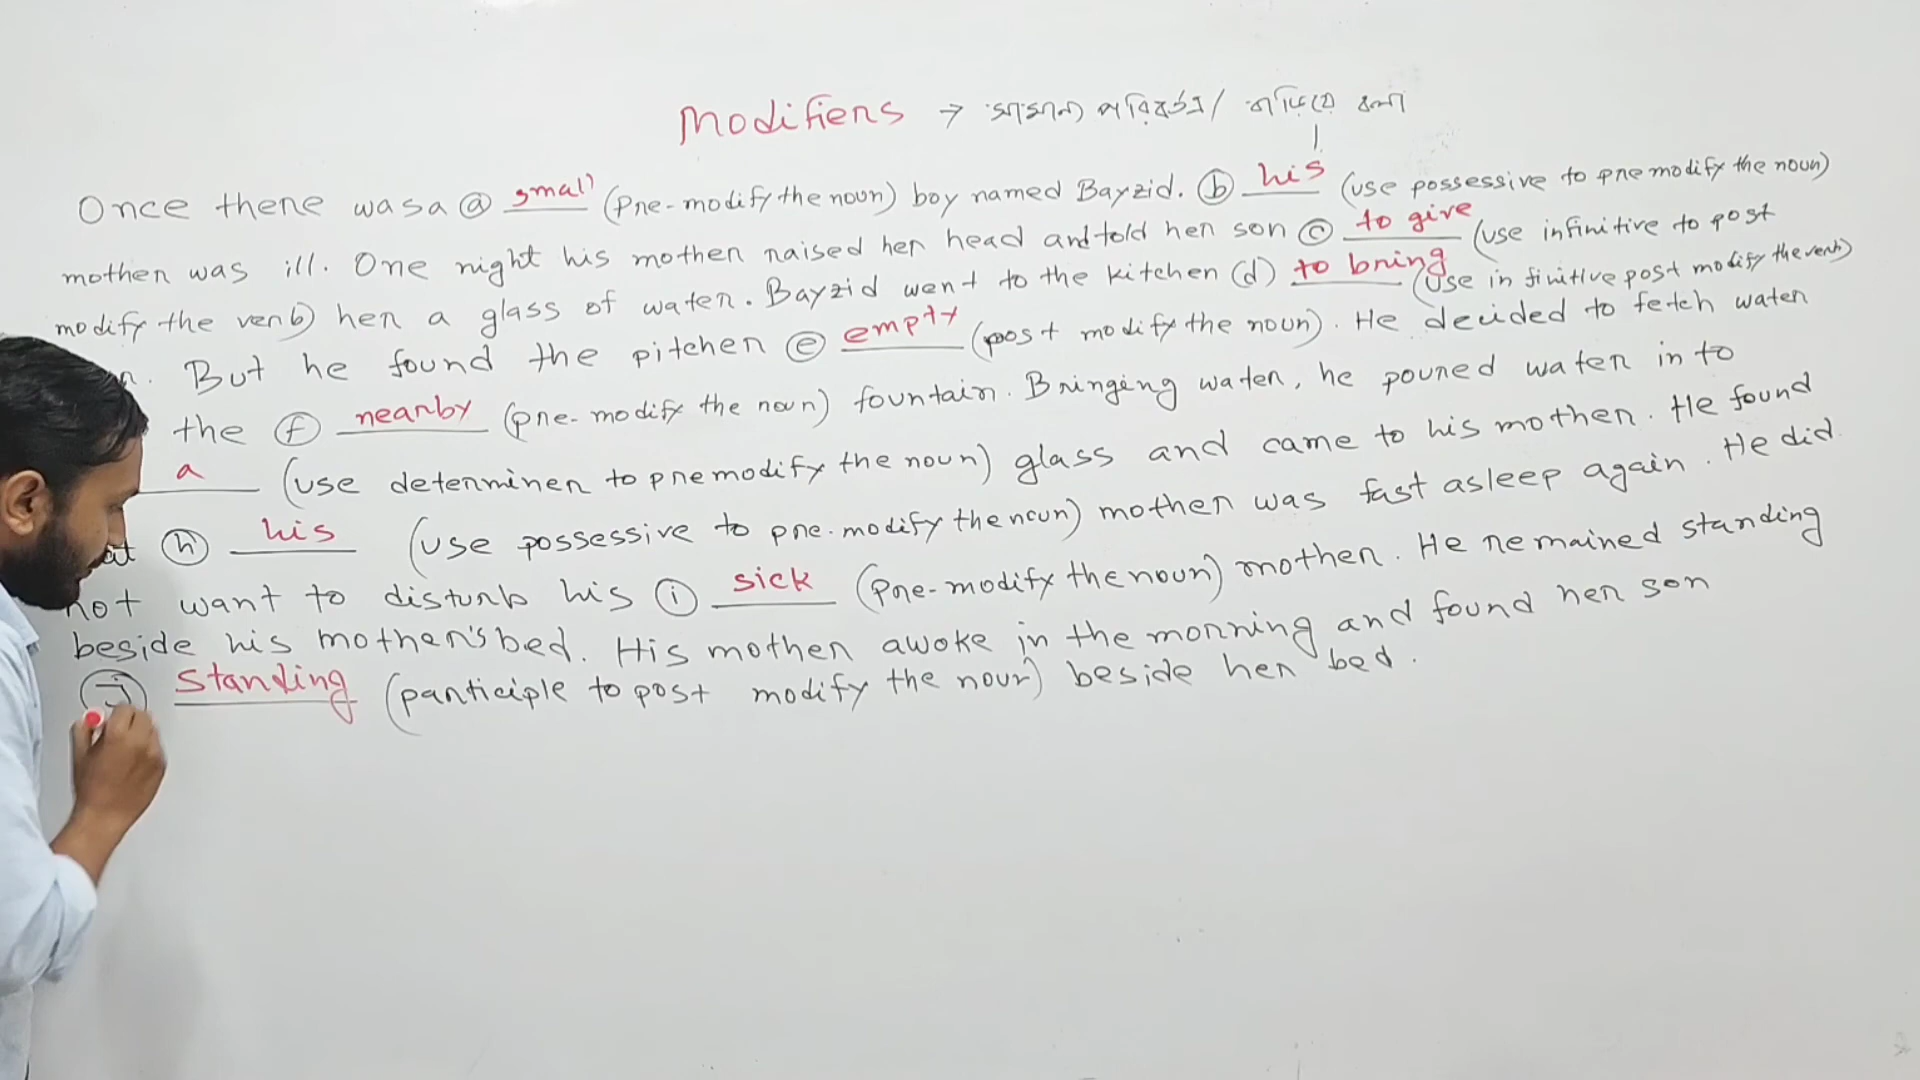 Modifiers → সামান্য পরিবর্তন / বদলিয়ে
Once there was a ⓐ small (Pre-modify the noun) boy named Bayzid. ⓑ his (use possessive to premodify the noun)
mother was ill. One night his mother raised her head and told her son ⓒ to give (use infinitive to post
modify the verb) her a glass of water. Bayzid went to the kitchen (d) to bring (use infinitive post modify the verb)
But he found the pitcher ⓔ empty (post modify the noun). He decided to fetch water
the ⓕ nearby (pre-modify the noun) fountain. Bringing water, he poured water in to
a (use determiner to premodify the noun) glass and came to his mother. He found
ⓗ his (use possessive to pre-modify the noun) mother was fast asleep again. He did
not want to disturb his ⓘ sick (Pre-modify the noun) mother. He remained standing
beside his mother's bed. His mother awoke in the morning and found her son
ⓙ standing (participle to post modify the noun) beside her bed.